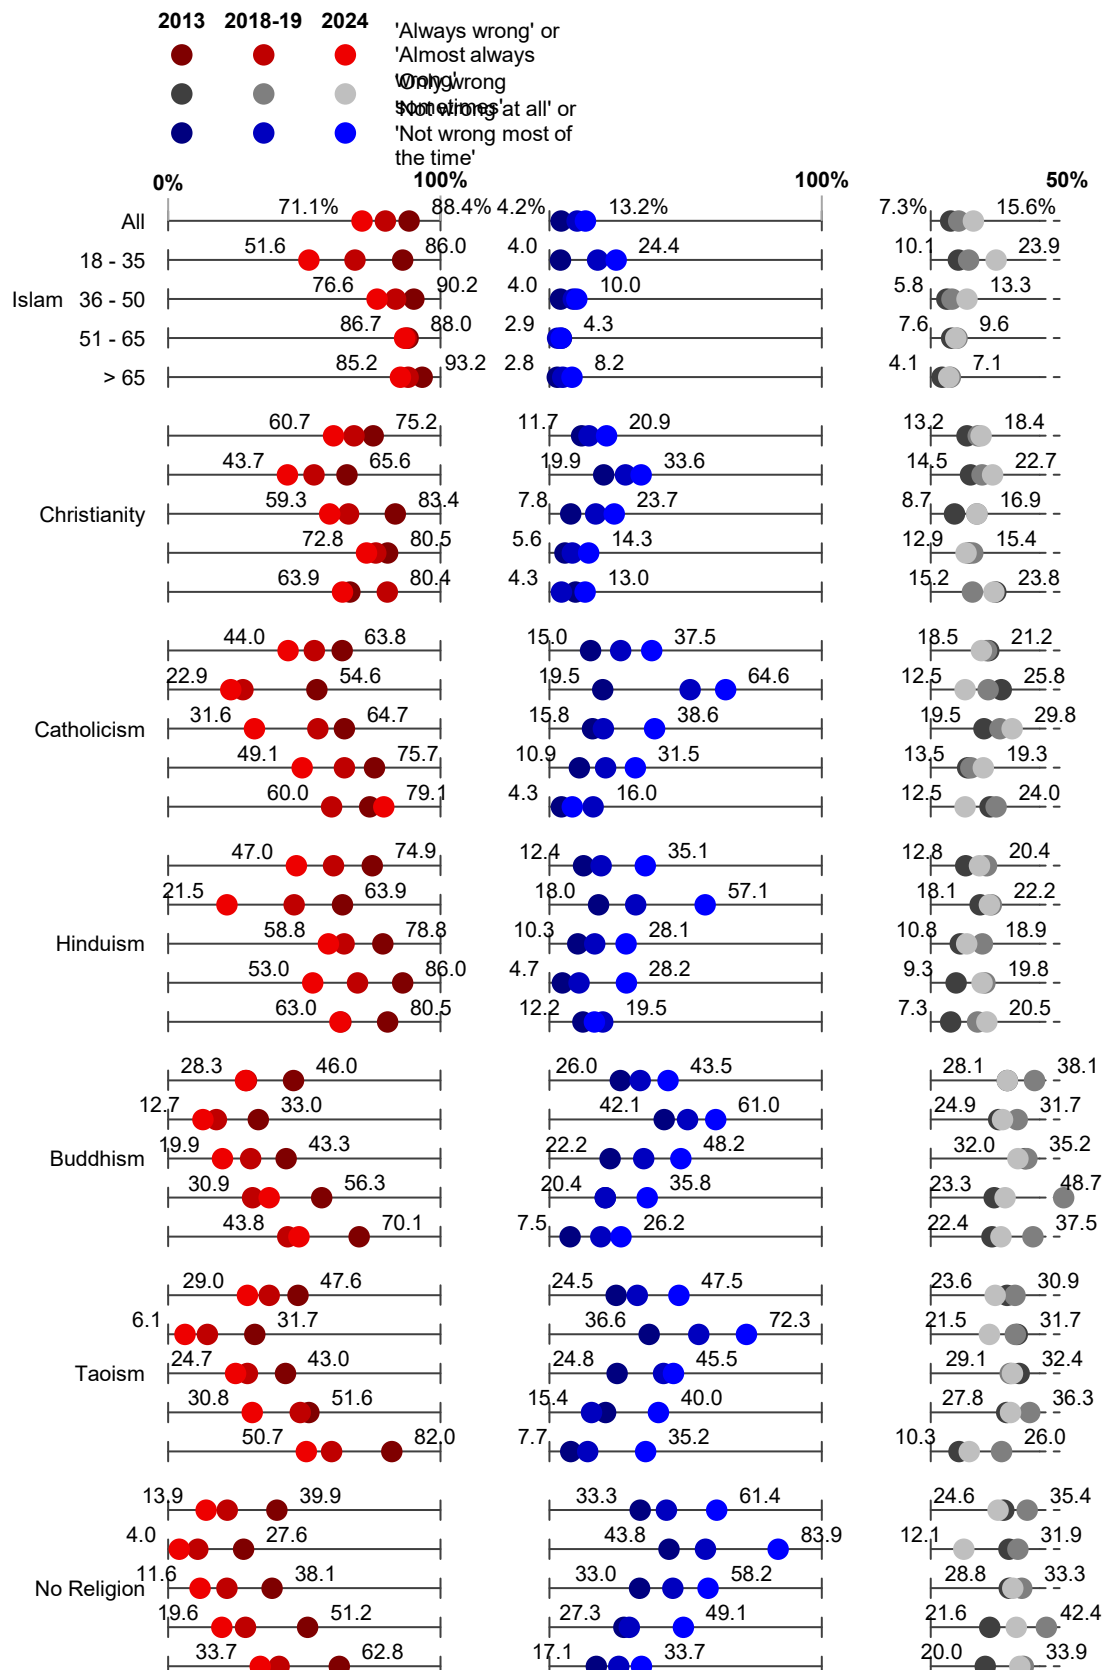 2013 2018-19 2024
'Always wrong' or
'Almost always
wrong'
'Only wrong
sometimes'
'Not wrong at all' or
'Not wrong most of
the time'
0% 100% 100% 50%
All 71.1% 88.4% 4.2% 13.2% 7.3% 15.6%
18 - 35 51.6 86.0 4.0 24.4 10.1 23.9
Islam 36 - 50 76.6 90.2 4.0 10.0 5.8 13.3
51 - 65 86.7 88.0 2.9 4.3 7.6 9.6
> 65 85.2 93.2 2.8 8.2 4.1 7.1
60.7 75.2 11.7 20.9 13.2 18.4
43.7 65.6 19.9 33.6 14.5 22.7
Christianity 59.3 83.4 7.8 23.7 8.7 16.9
72.8 80.5 5.6 14.3 12.9 15.4
63.9 80.4 4.3 13.0 15.2 23.8
44.0 63.8 15.0 37.5 18.5 21.2
22.9 54.6 19.5 64.6 12.5 25.8
Catholicism 31.6 64.7 15.8 38.6 19.5 29.8
49.1 75.7 10.9 31.5 13.5 19.3
60.0 79.1 4.3 16.0 12.5 24.0
47.0 74.9 12.4 35.1 12.8 20.4
21.5 63.9 18.0 57.1 18.1 22.2
Hinduism 58.8 78.8 10.3 28.1 10.8 18.9
53.0 86.0 4.7 28.2 9.3 19.8
63.0 80.5 12.2 19.5 7.3 20.5
28.3 46.0 26.0 43.5 28.1 38.1
12.7 33.0 42.1 61.0 24.9 31.7
Buddhism 19.9 43.3 22.2 48.2 32.0 35.2
30.9 56.3 20.4 35.8 23.3 48.7
43.8 70.1 7.5 26.2 22.4 37.5
29.0 47.6 24.5 47.5 23.6 30.9
6.1 31.7 36.6 72.3 21.5 31.7
Taoism 24.7 43.0 24.8 45.5 29.1 32.4
30.8 51.6 15.4 40.0 27.8 36.3
50.7 82.0 7.7 35.2 10.3 26.0
13.9 39.9 33.3 61.4 24.6 35.4
4.0 27.6 43.8 83.9 12.1 31.9
No Religion 11.6 38.1 33.0 58.2 28.8 33.3
19.6 51.2 27.3 49.1 21.6 42.4
33.7 62.8 17.1 33.7 20.0 33.9